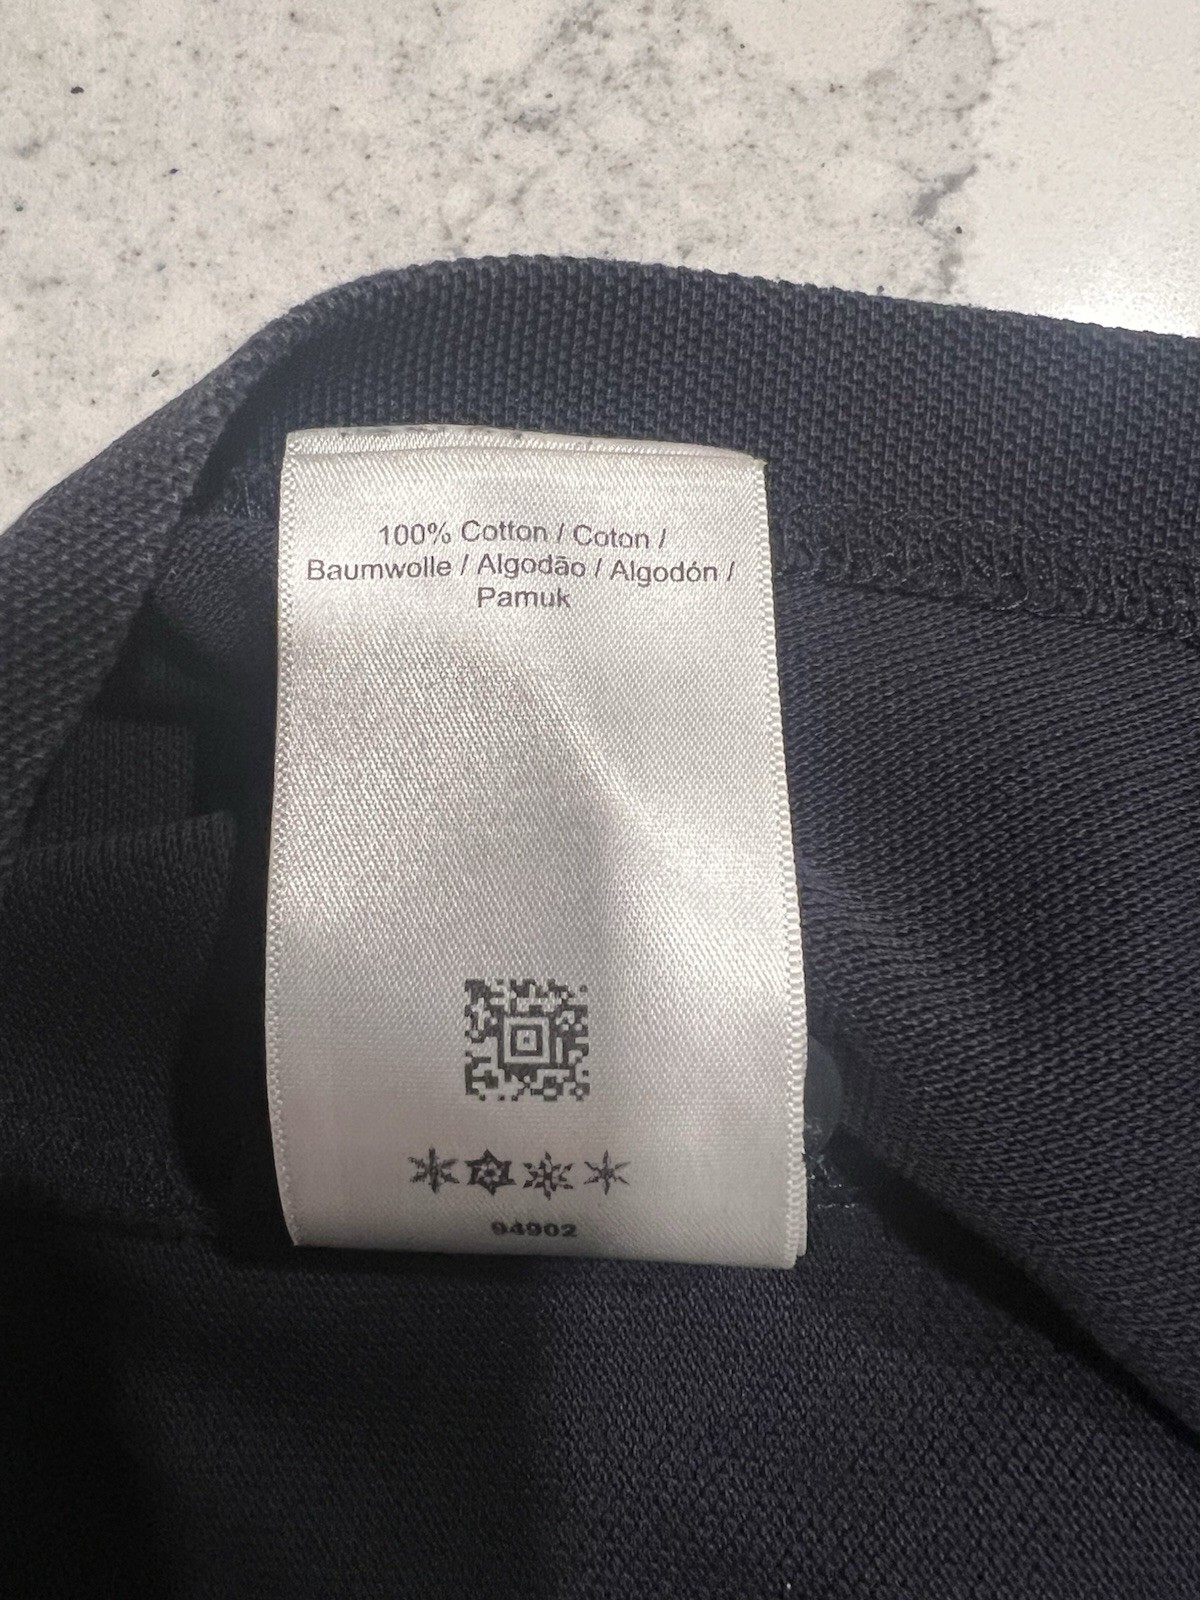 100% Cotton / Coton /
Baumwolle / Algodão / Algodón /
Pamuk
94902